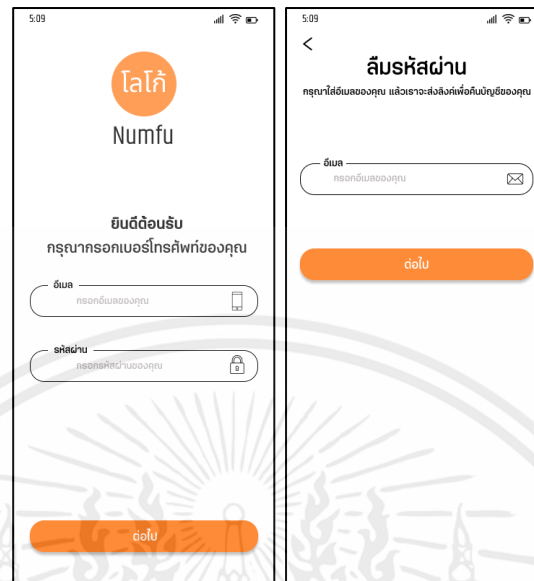 5:09
โลโก้
Numfu
ยินดีต้อนรับ
กรุณากรอกเบอร์โทรศัพท์ของคุณ
อีเมล
กรอกอีเมลของคุณ
รหัสผ่าน
กรอกรหัสผ่านของคุณ
ต่อไป
5:09
ลืมรหัสผ่าน
กรุณาใส่อีเมลของคุณ แล้วเราจะส่งลิงค์เพื่อคืนบัญชีของคุณ
อีเมล
กรอกอีเมลของคุณ
ต่อไป